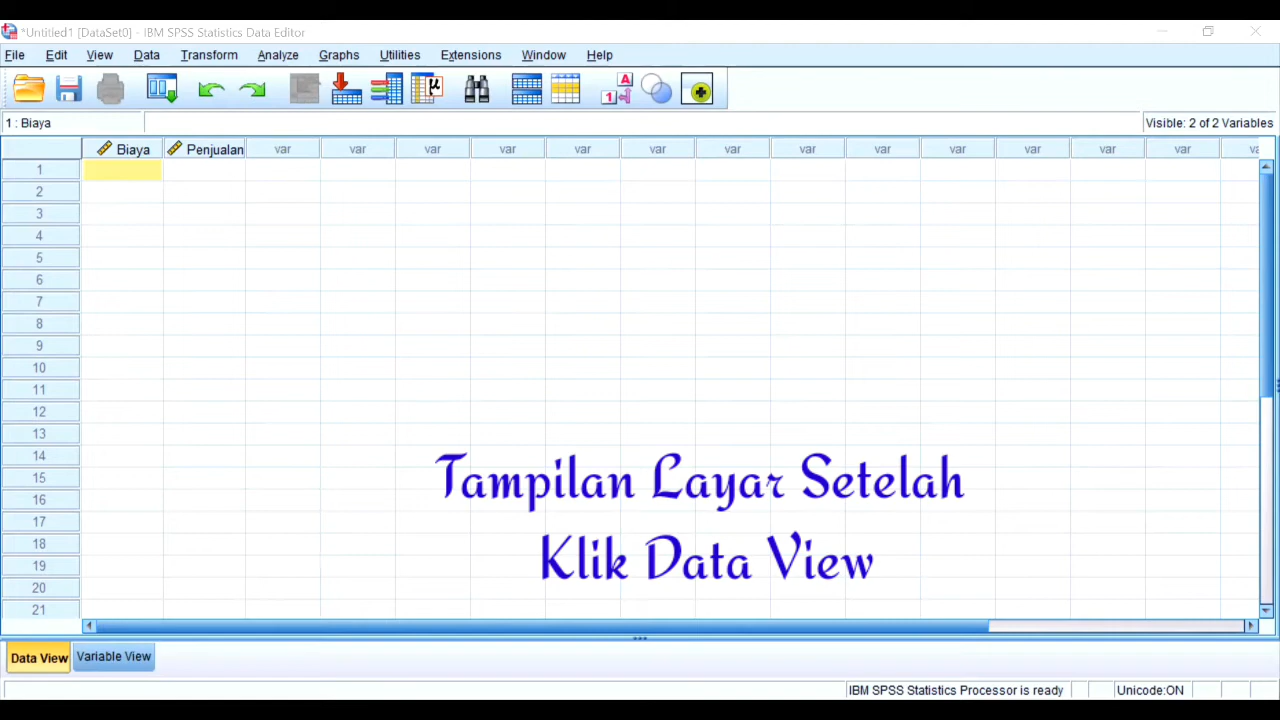 *Untitled1 [DataSet0] - IBM SPSS Statistics Data Editor
File Edit View Data Transform Analyze Graphs Utilities Extensions Window Help
1 : Biaya
Visible: 2 of 2 Variables
Biaya Penjualan var var var var var var var var var var var var var
1
2
3
4
5
6
7
8
9
10
11
12
13
14
15
16
17
18
19
20
21
Tampilan Layar Setelah
Klik Data View
Data View Variable View
IBM SPSS Statistics Processor is ready Unicode:ON